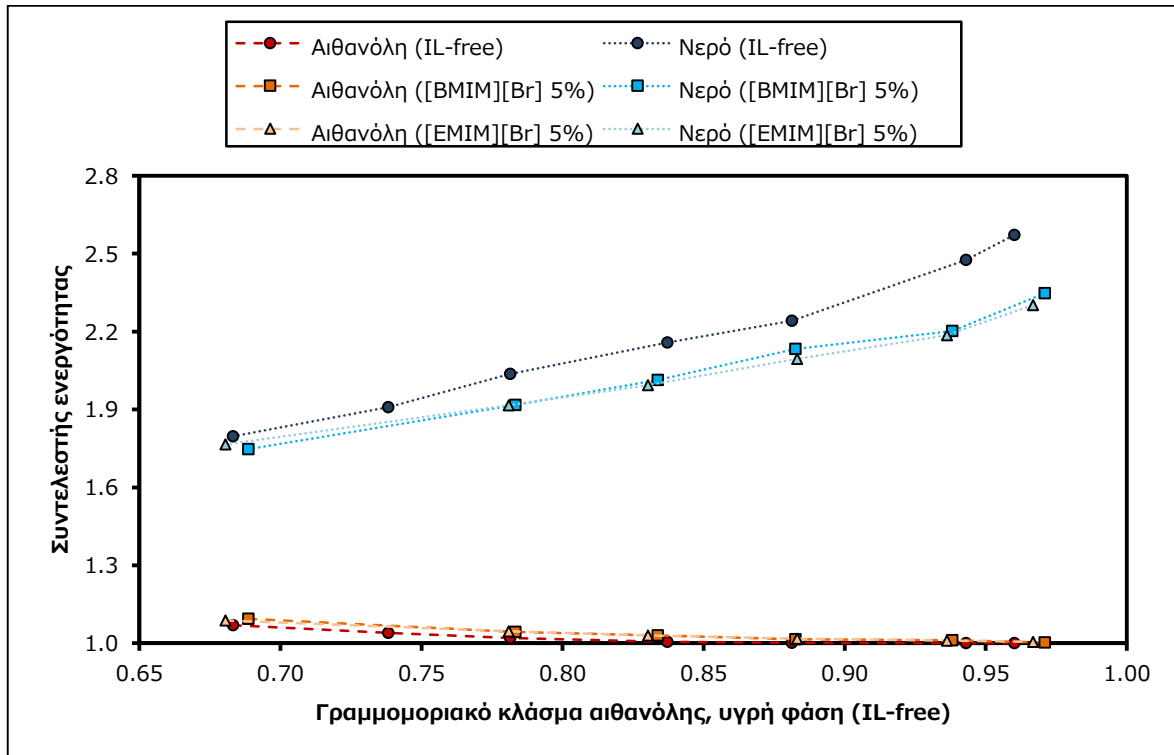 Αιθανόλη (IL-free) Νερό (IL-free)
Αιθανόλη ([BMIM][Br] 5%) Νερό ([BMIM][Br] 5%)
Αιθανόλη ([EMIM][Br] 5%) Νερό ([EMIM][Br] 5%)
Συντελεστής ενεργότητας
2.8
2.5
2.2
1.9
1.6
1.3
1.0
0.65 0.70 0.75 0.80 0.85 0.90 0.95 1.00
Γραμμομοριακό κλάσμα αιθανόλης, υγρή φάση (IL-free)